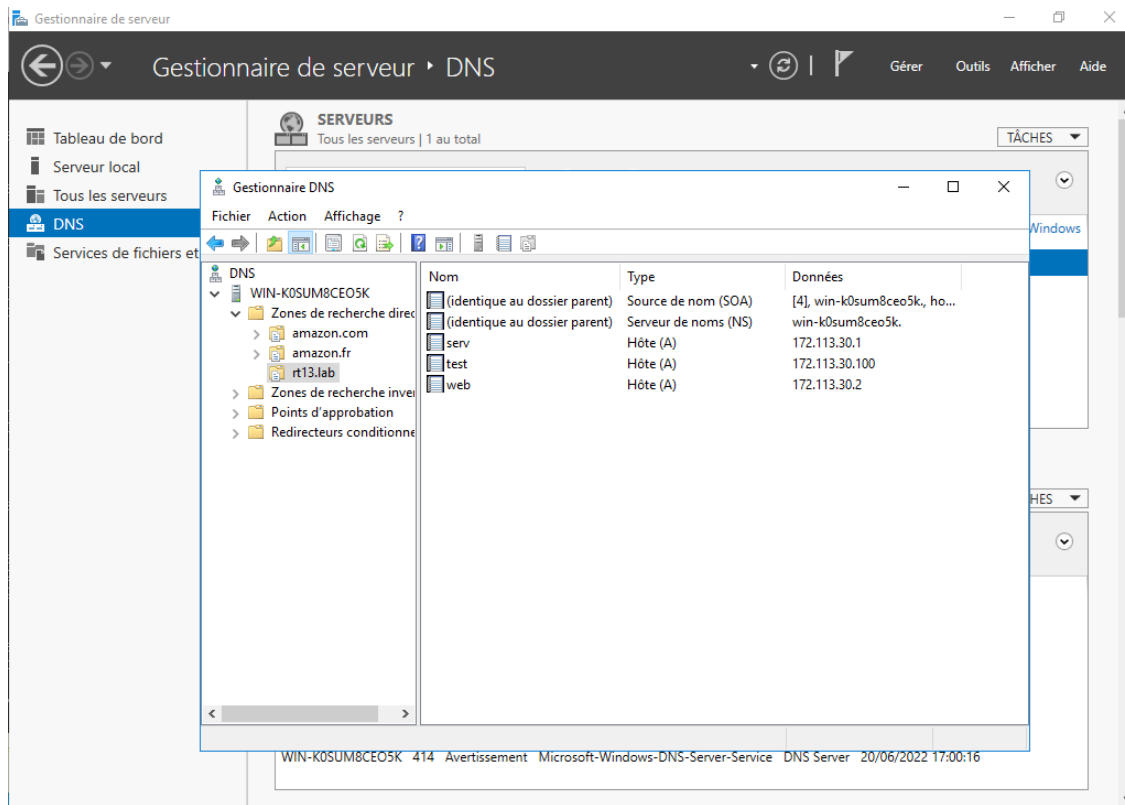 Gestionnaire de serveur
Gestionnaire de serveur ‣ DNS
Gérer Outils Afficher Aide
Tableau de bord
Serveur local
Tous les serveurs
DNS
Services de fichiers et
SERVEURS
Tous les serveurs | 1 au total
TÂCHES
Windows
Gestionnaire DNS
Fichier Action Affichage ?
DNS
WIN-K0SUM8CEO5K
Zones de recherche direc
amazon.com
amazon.fr
rt13.lab
Zones de recherche inver
Points d'approbation
Redirecteurs conditionne
Nom Type Données
(identique au dossier parent) Source de nom (SOA) [4], win-k0sum8ceo5k., ho...
(identique au dossier parent) Serveur de noms (NS) win-k0sum8ceo5k.
serv Hôte (A) 172.113.30.1
test Hôte (A) 172.113.30.100
web Hôte (A) 172.113.30.2
HES
WIN-K0SUM8CEO5K 414 Avertissement Microsoft-Windows-DNS-Server-Service DNS Server 20/06/2022 17:00:16